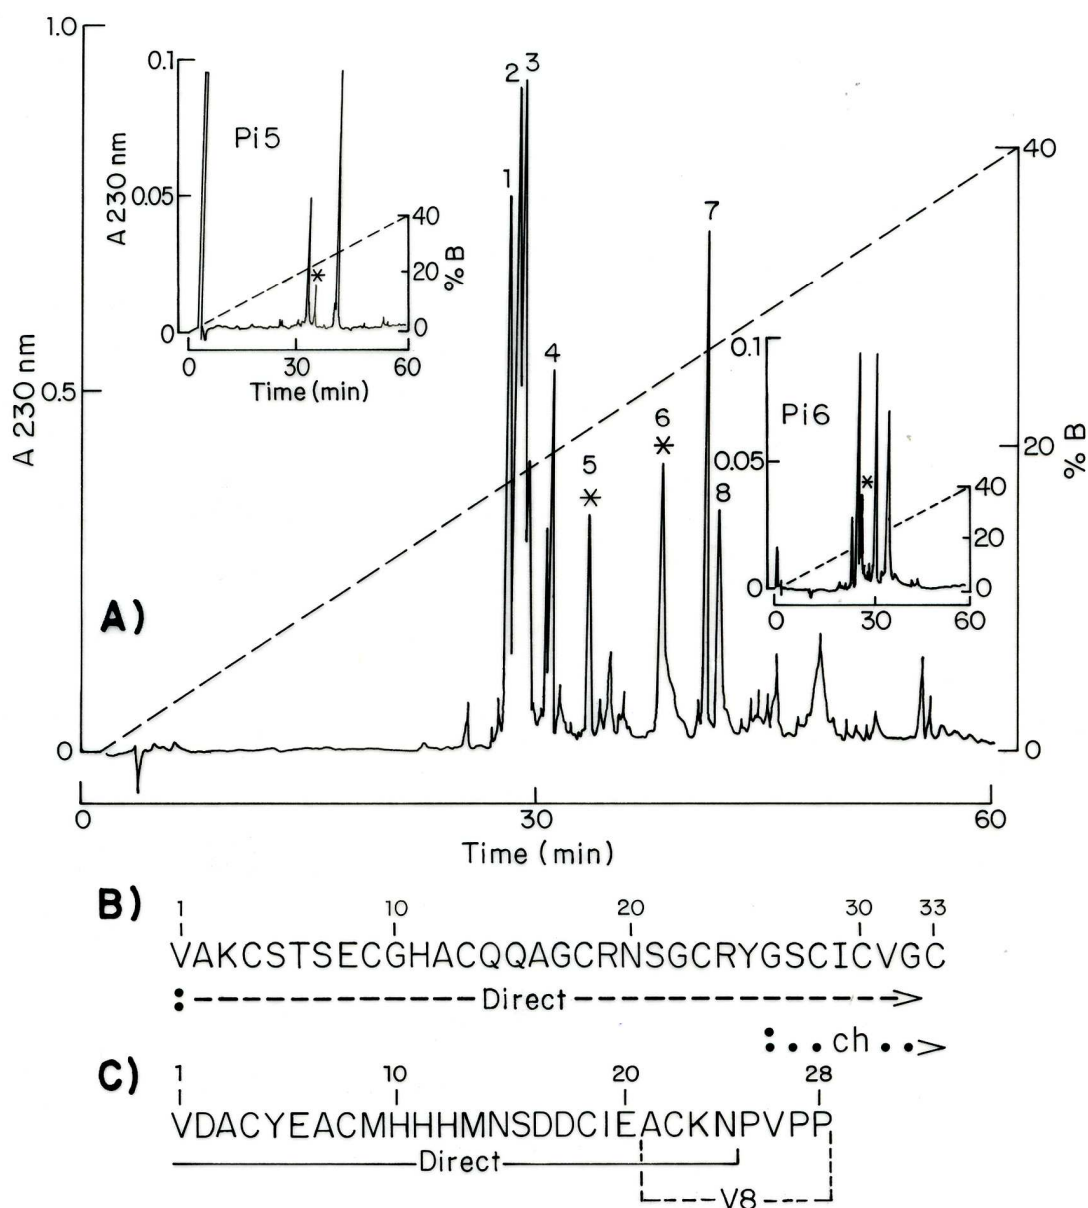 1.0
0.5
0
A 230 nm
0.1
0.05
0
A 230 nm
Pi5
*
40
20
0
% B
0 30 60
Time (min)
1
2
3
4
5
*
6
*
7
8
0.1
0.05
0
Pi6
*
40
20
0
0 30 60
40
20
0
% B
A)
0 30 60
Time (min)
B)
1 10 20 30 33
VAKCSTSECGHACQQAGCRNSGCRYGSCICVGC
Direct
ch
C)
1 10 20 28
VDACYEACMHHHMNSDDCIEACKNPVPP
Direct
V8